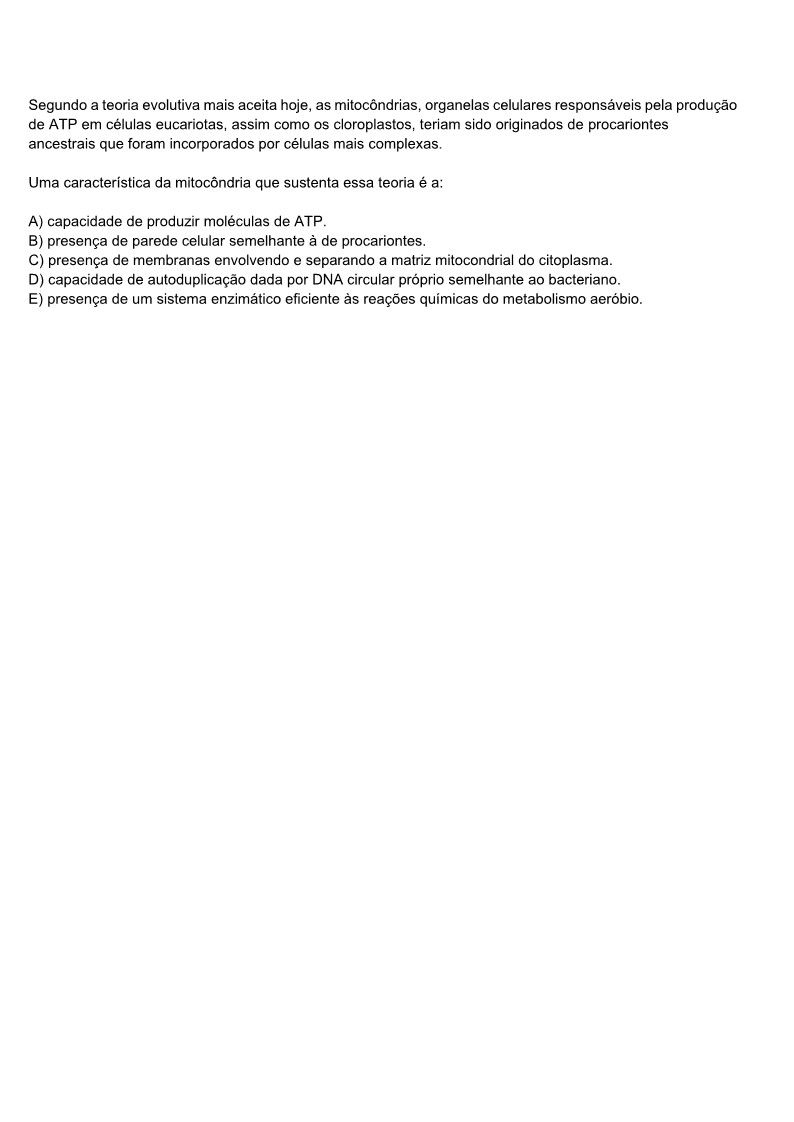 Segundo a teoria evolutiva mais aceita hoje, as mitocôndrias, organelas celulares responsáveis pela produção
de ATP em células eucariotas, assim como os cloroplastos, teriam sido originados de procariontes
ancestrais que foram incorporados por células mais complexas.
Uma característica da mitocôndria que sustenta essa teoria é a:
A) capacidade de produzir moléculas de ATP.
B) presença de parede celular semelhante à de procariontes.
C) presença de membranas envolvendo e separando a matriz mitocondrial do citoplasma.
D) capacidade de autoduplicação dada por DNA circular próprio semelhante ao bacteriano.
E) presença de um sistema enzimático eficiente às reações químicas do metabolismo aeróbio.